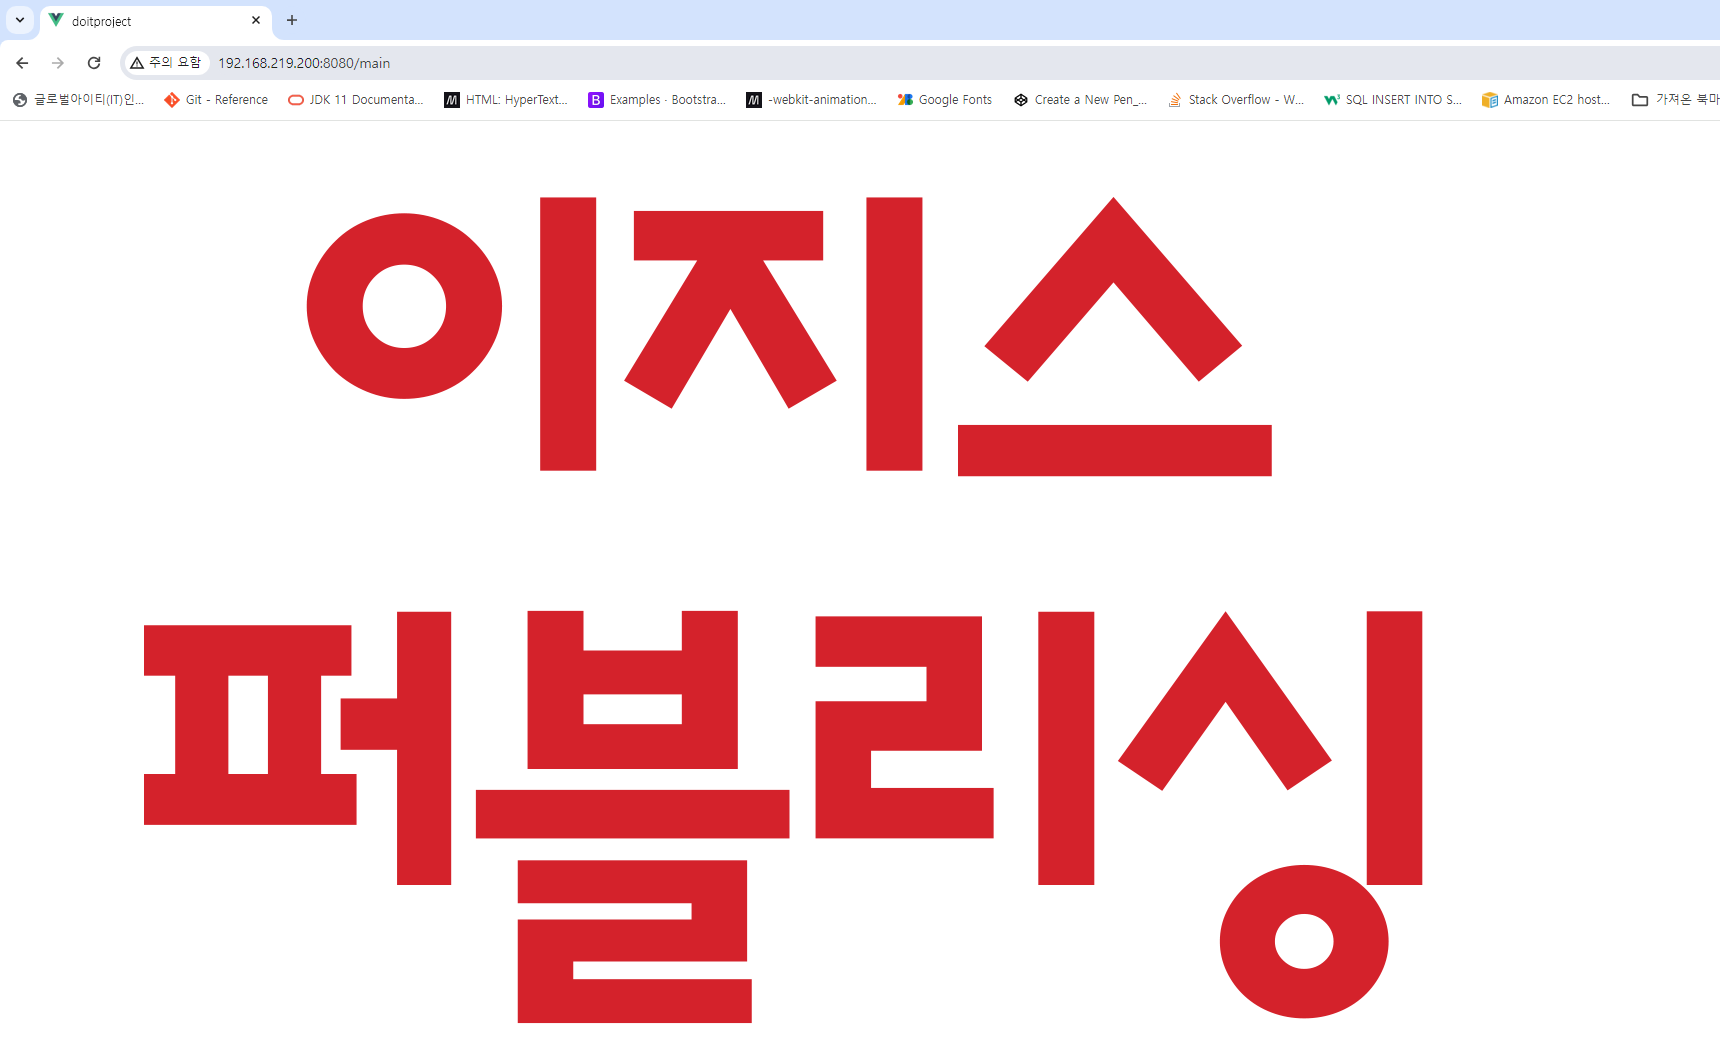 doitproject
주의 요함 192.168.219.200:8080/main
글로벌아이티(IT)인... Git - Reference JDK 11 Documenta... HTML: HyperText... Examples · Bootstra... -webkit-animation... Google Fonts Create a New Pen_... Stack Overflow - W... SQL INSERT INTO S... Amazon EC2 host... 가져온 북마
이지스
퍼블리싱